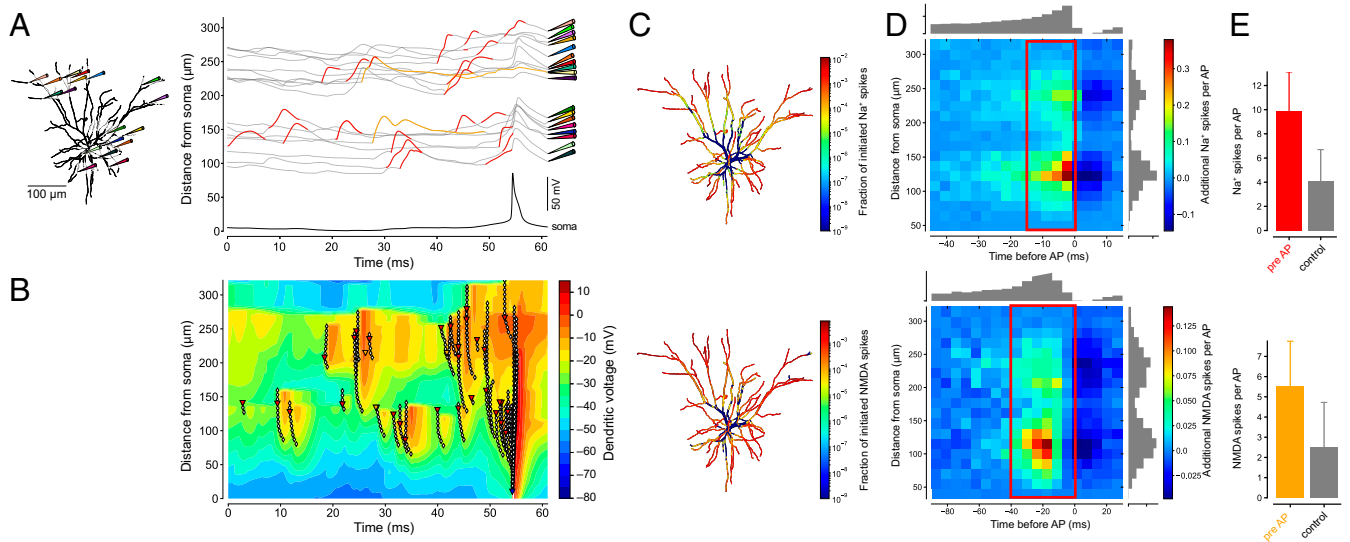 A
100 µm
Distance from soma (µm)
300
250
200
150
100
50
0
50 mV
soma
0 10 20 30 40 50 60
Time (ms)
B
Distance from soma (µm)
300
250
200
150
100
50
0
0 10 20 30 40 50 60
Time (ms)
10
0
−10
−20
−30
−40
−50
−60
−70
−80
Dendritic voltage (mV)
C
10⁻²
10⁻³
10⁻⁴
10⁻⁵
10⁻⁶
10⁻⁷
10⁻⁸
10⁻⁹
Fraction of initiated Na⁺ spikes
10⁻²
10⁻³
10⁻⁴
10⁻⁵
10⁻⁶
10⁻⁷
10⁻⁸
10⁻⁹
Fraction of initiated NMDA spikes
D
Distance from soma (µm)
300
250
200
150
100
50
−40 −30 −20 −10 0 10
Time before AP (ms)
0.3
0.2
0.1
0.0
−0.1
Additional Na⁺ spikes per AP
Distance from soma (µm)
300
250
200
150
100
50
−80 −60 −40 −20 0 20
Time before AP (ms)
0.125
0.100
0.075
0.050
0.025
0.000
−0.025
Additional NMDA spikes per AP
E
Na⁺ spikes per AP
12
10
8
6
4
2
0
pre AP
control
NMDA spikes per AP
7
6
5
4
3
2
1
0
pre AP
control